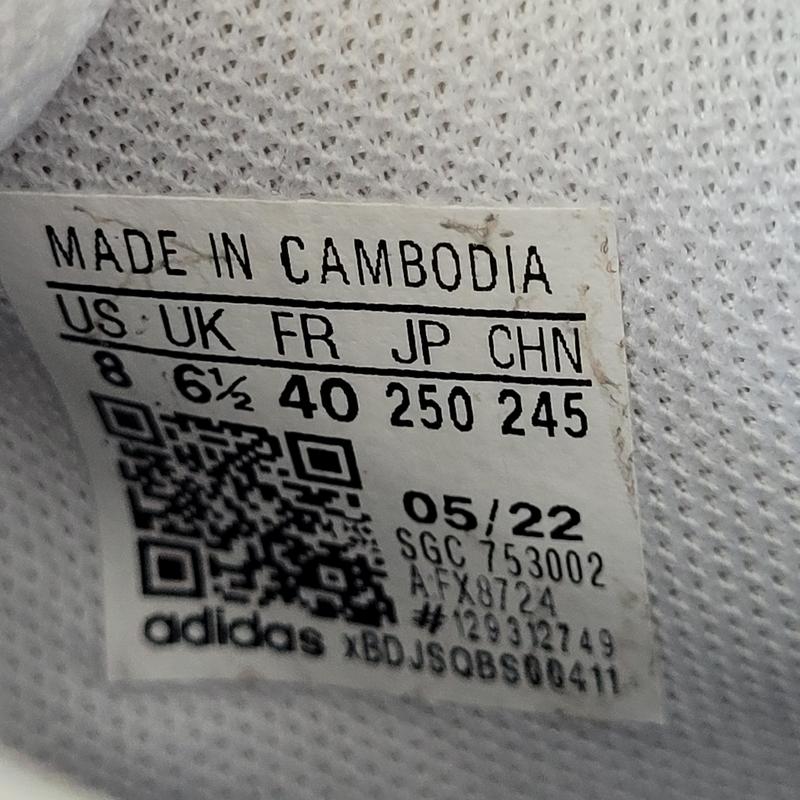 MADE IN CAMBODIA
US UK FR JP CHN
8 6½ 40 250 245
05/22
SGC 753002
A FX8724
#129312749
adidas xBDJSQBS00411